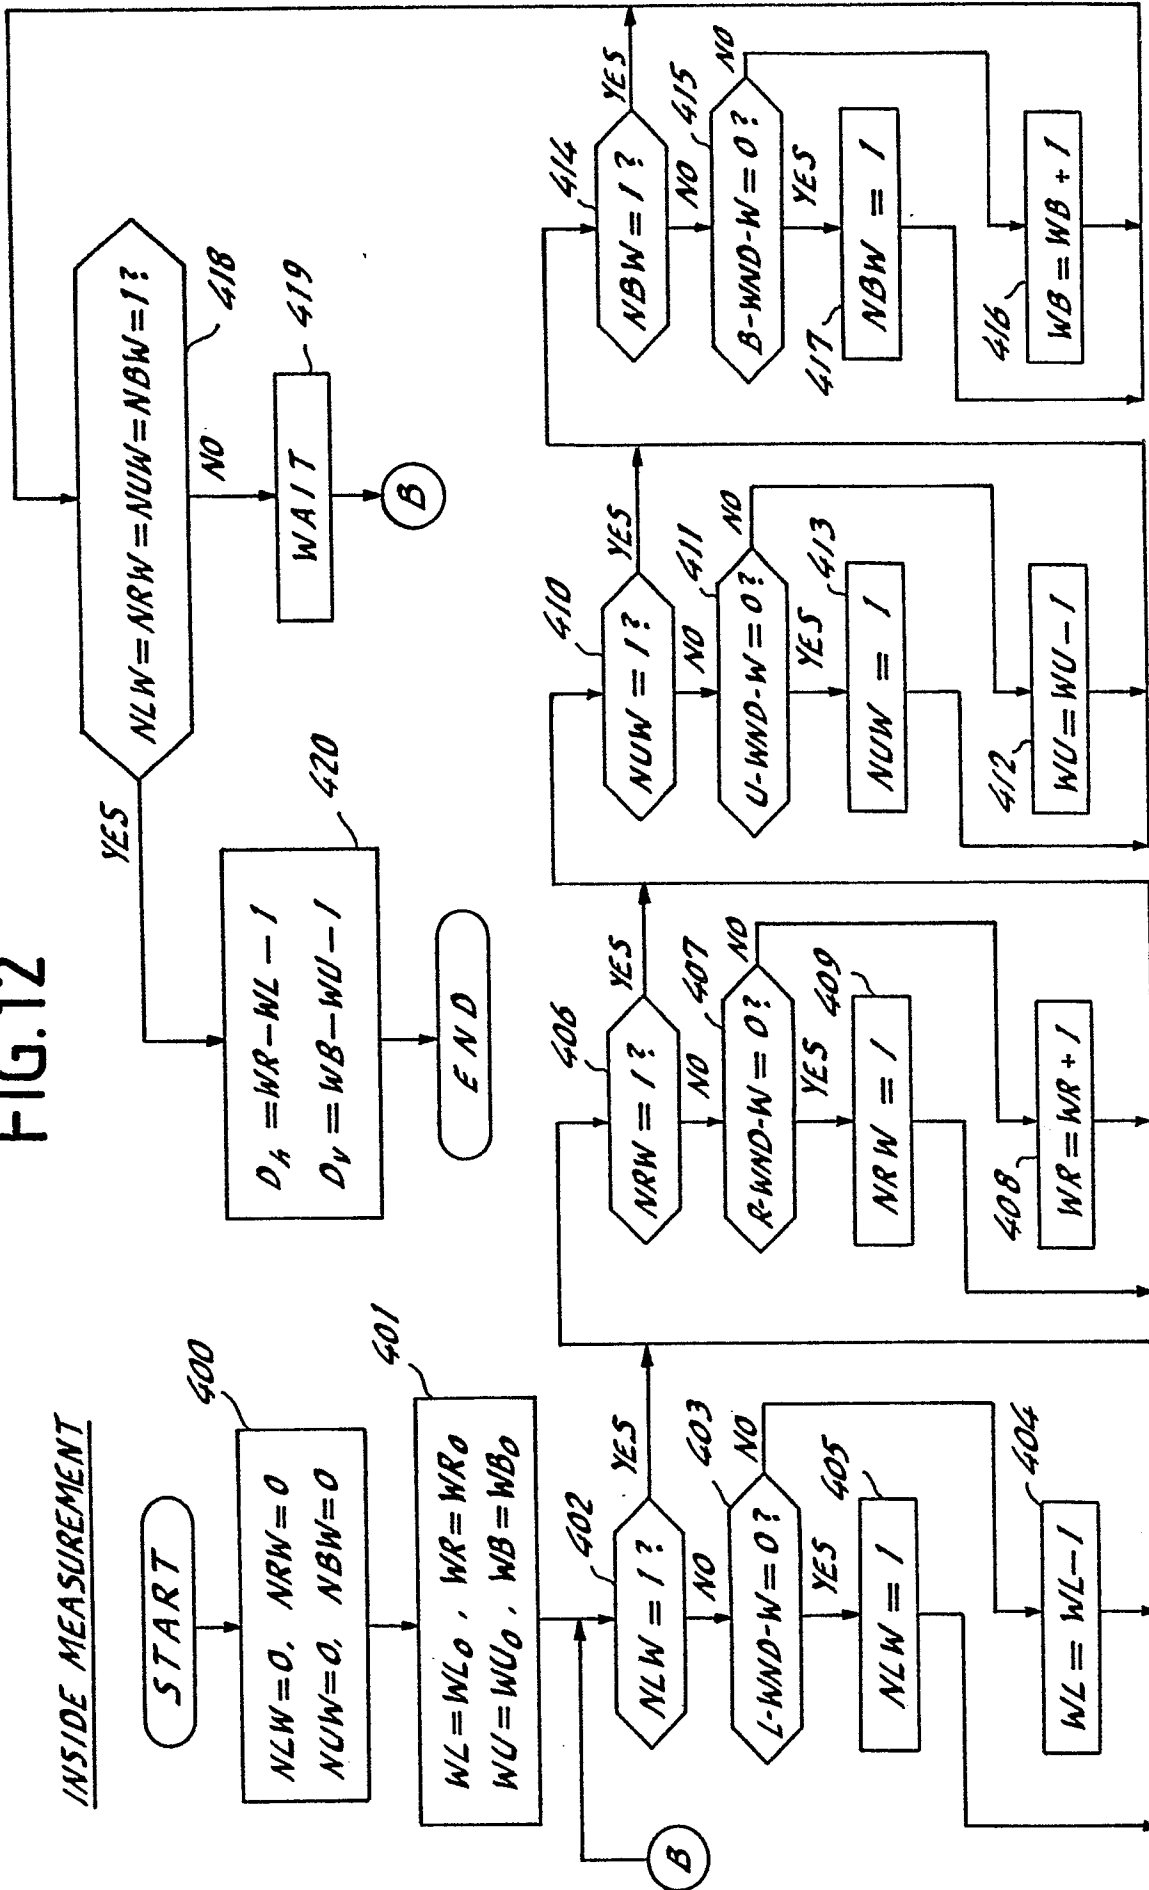 FIG.12
INSIDE MEASUREMENT
START
400
NLW=0, NRW=0
NUW=0, NBW=0
401
WL=WL₀, WR=WR₀
WU=WU₀, WB=WB₀
B
402
NLW=1?
YES
NO
403
L-WND-W=0?
NO
YES
405
NLW=1
404
WL=WL-1
406
NRW=1?
YES
NO
407
R-WND-W=0?
NO
YES
409
NRW=1
408
WR=WR+1
410
NUW=1?
YES
NO
411
U-WND-W=0?
NO
YES
413
NUW=1
412
WU=WU-1
414
NBW=1?
YES
NO
415
B-WND-W=0?
NO
YES
417
NBW=1
416
WB=WB+1
NLW=NRW=NUW=NBW=1?
418
YES
NO
419
WAIT
B
420
Dh=WR-WL-1
Dv=WB-WU-1
END